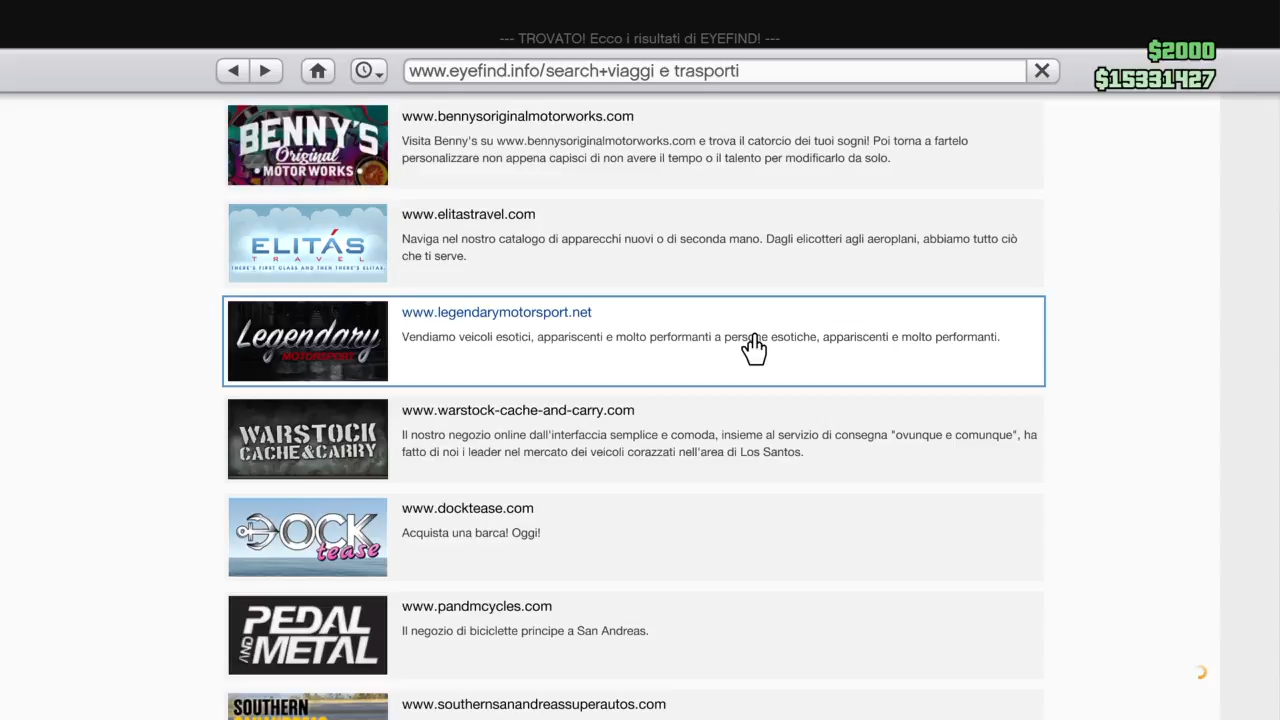 --- TROVATO! Ecco i risultati di EYEFIND! ---
$2000
www.eyefind.info/search+viaggi e trasporti
$15331427
BENNY'S
Original
MOTOR WORKS
www.bennysoriginalmotorworks.com
Visita Benny's su www.bennysoriginalmotorworks.com e trova il catorcio dei tuoi sogni! Poi torna a fartelo
personalizzare non appena capisci di non avere il tempo o il talento per modificarlo da solo.
ELITÁS
TRAVEL
THERE'S FIRST CLASS AND THEN THERE'S ELITAS.
www.elitastravel.com
Naviga nel nostro catalogo di apparecchi nuovi o di seconda mano. Dagli elicotteri agli aeroplani, abbiamo tutto ciò
che ti serve.
Legendary
MOTORSPORT
www.legendarymotorsport.net
Vendiamo veicoli esotici, appariscenti e molto performanti a persone esotiche, appariscenti e molto performanti.
WARSTOCK
CACHE&CARRY
www.warstock-cache-and-carry.com
Il nostro negozio online dall'interfaccia semplice e comoda, insieme al servizio di consegna "ovunque e comunque", ha
fatto di noi i leader nel mercato dei veicoli corazzati nell'area di Los Santos.
DOCK
tease
www.docktease.com
Acquista una barca! Oggi!
PEDAL
AND METAL
www.pandmcycles.com
Il negozio di biciclette principe a San Andreas.
SOUTHERN
www.southernsanandreassuperautos.com